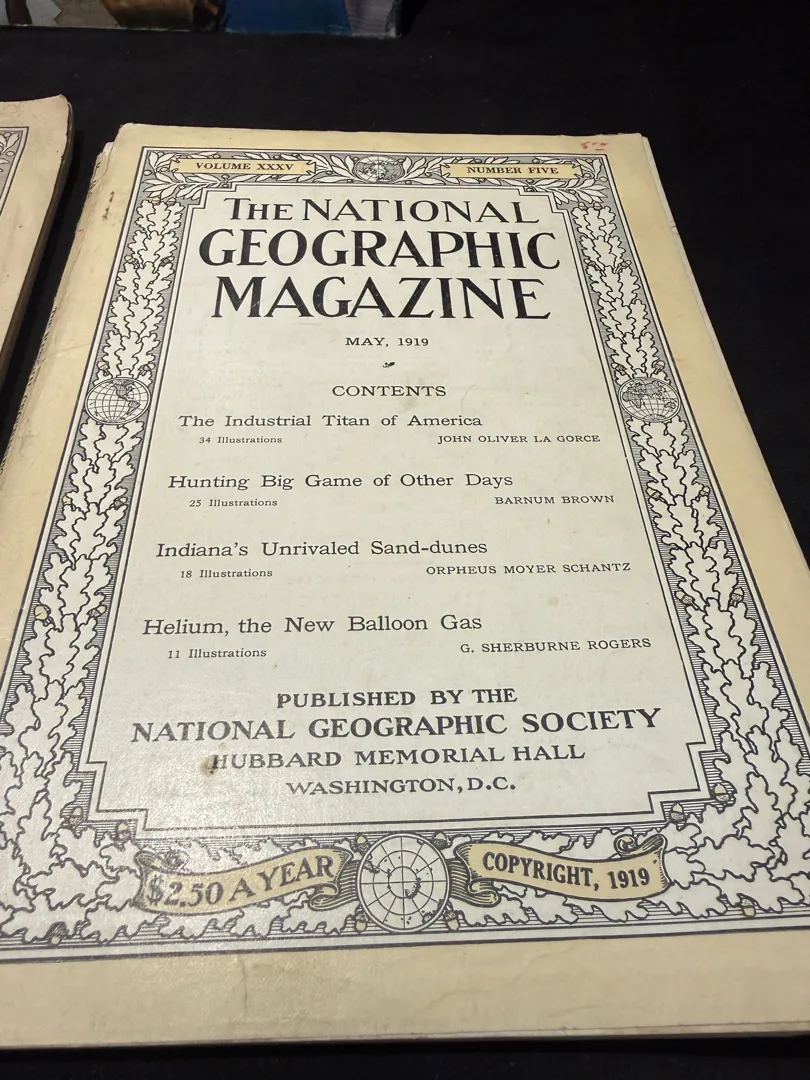 VOLUME XXXV
NUMBER FIVE
THE NATIONAL
GEOGRAPHIC
MAGAZINE
MAY, 1919
CONTENTS
The Industrial Titan of America
34 Illustrations JOHN OLIVER LA GORCE
Hunting Big Game of Other Days
25 Illustrations BARNUM BROWN
Indiana's Unrivaled Sand-dunes
18 Illustrations ORPHEUS MOYER SCHANTZ
Helium, the New Balloon Gas
11 Illustrations G. SHERBURNE ROGERS
PUBLISHED BY THE
NATIONAL GEOGRAPHIC SOCIETY
HUBBARD MEMORIAL HALL
WASHINGTON, D.C.
$2.50 A YEAR
COPYRIGHT, 1919